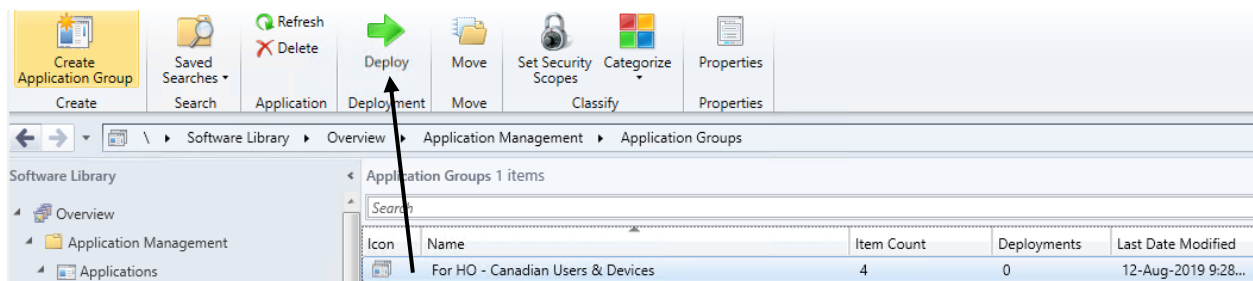 Create
Application Group
Saved
Searches
Refresh
Delete
Deploy
Move
Set Security
Scopes
Categorize
Properties
Create
Search
Application
Deployment
Move
Classify
Properties
\ Software Library Overview Application Management Application Groups
Software Library
Application Groups 1 items
Overview
Search
Application Management
Icon Name Item Count Deployments Last Date Modified
Applications
For HO - Canadian Users & Devices 4 0 12-Aug-2019 9:28...